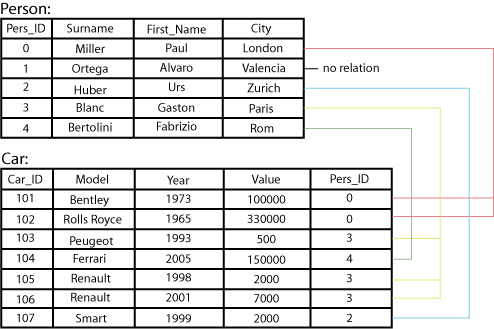 Person:
Pers_ID Surname First_Name City
0 Miller Paul London
1 Ortega Alvaro Valencia no relation
2 Huber Urs Zurich
3 Blanc Gaston Paris
4 Bertolini Fabrizio Rom
Car:
Car_ID Model Year Value Pers_ID
101 Bentley 1973 100000 0
102 Rolls Royce 1965 330000 0
103 Peugeot 1993 500 3
104 Ferrari 2005 150000 4
105 Renault 1998 2000 3
106 Renault 2001 7000 3
107 Smart 1999 2000 2